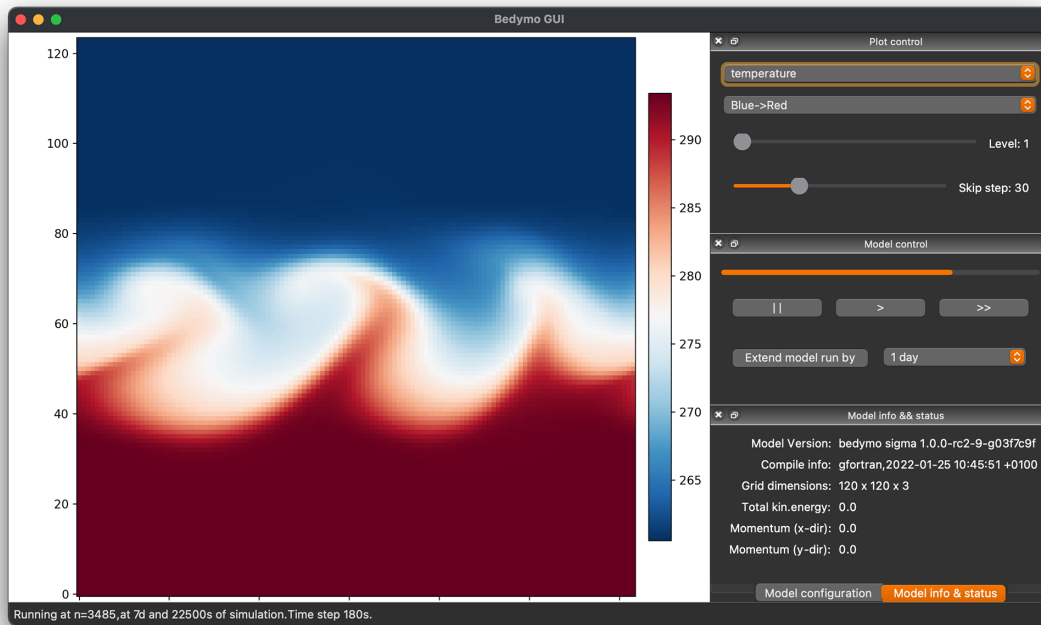 Bedymo GUI
120
100
80
60
40
20
0
290
285
280
275
270
265
Plot control
temperature
Blue->Red
Level: 1
Skip step: 30
Model control
||
>
>>
Extend model run by
1 day
Model info && status
Model Version: bedymo sigma 1.0.0-rc2-9-g03f7c9f
Compile info: gfortran,2022-01-25 10:45:51 +0100
Grid dimensions: 120 x 120 x 3
Total kin.energy: 0.0
Momentum (x-dir): 0.0
Momentum (y-dir): 0.0
Model configuration
Model info & status
Running at n=3485,at 7d and 22500s of simulation.Time step 180s.